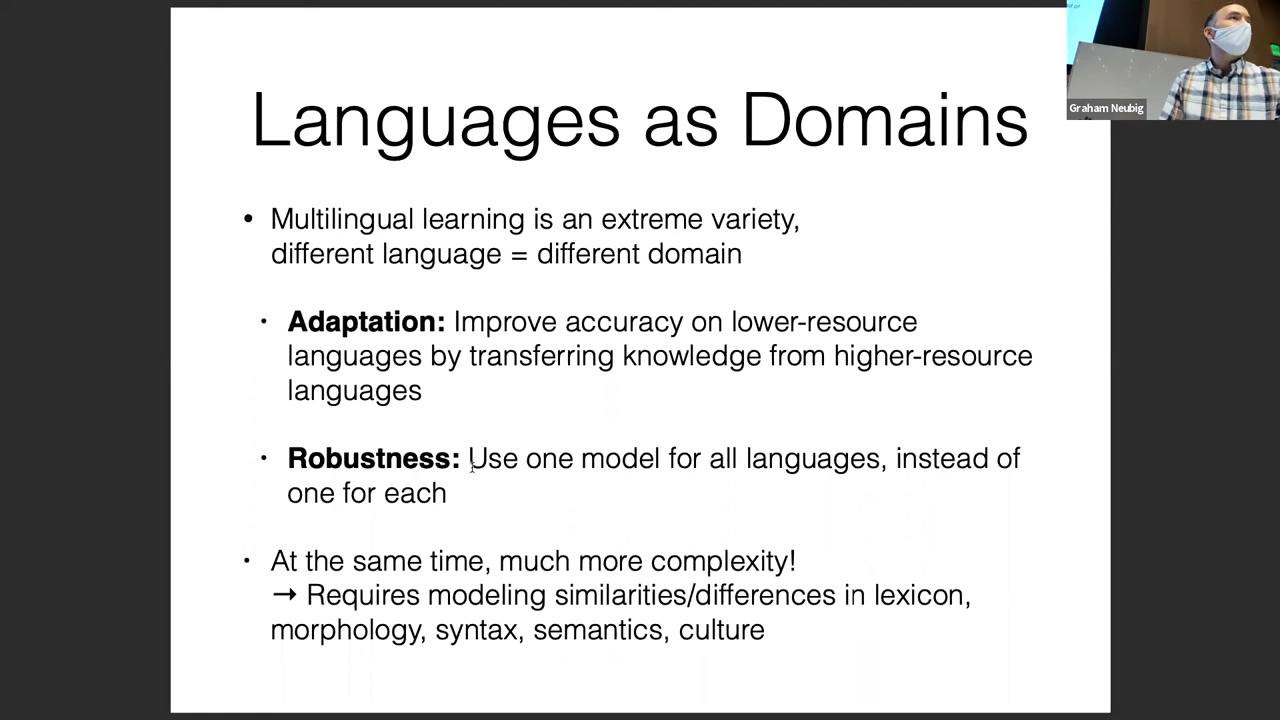 Languages as Domains
• Multilingual learning is an extreme variety,
different language = different domain
• Adaptation: Improve accuracy on lower-resource
languages by transferring knowledge from higher-resource
languages
• Robustness: Use one model for all languages, instead of
one for each
• At the same time, much more complexity!
→ Requires modeling similarities/differences in lexicon,
morphology, syntax, semantics, culture
Graham Neubig